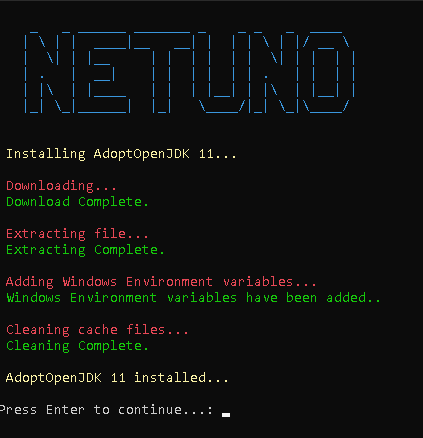 NETUNO
Installing AdoptOpenJDK 11...
Downloading...
Download Complete.
Extracting file...
Extracting Complete.
Adding Windows Environment variables...
Windows Environment variables have been added..
Cleaning cache files...
Cleaning Complete.
AdoptOpenJDK 11 installed...
Press Enter to continue...: